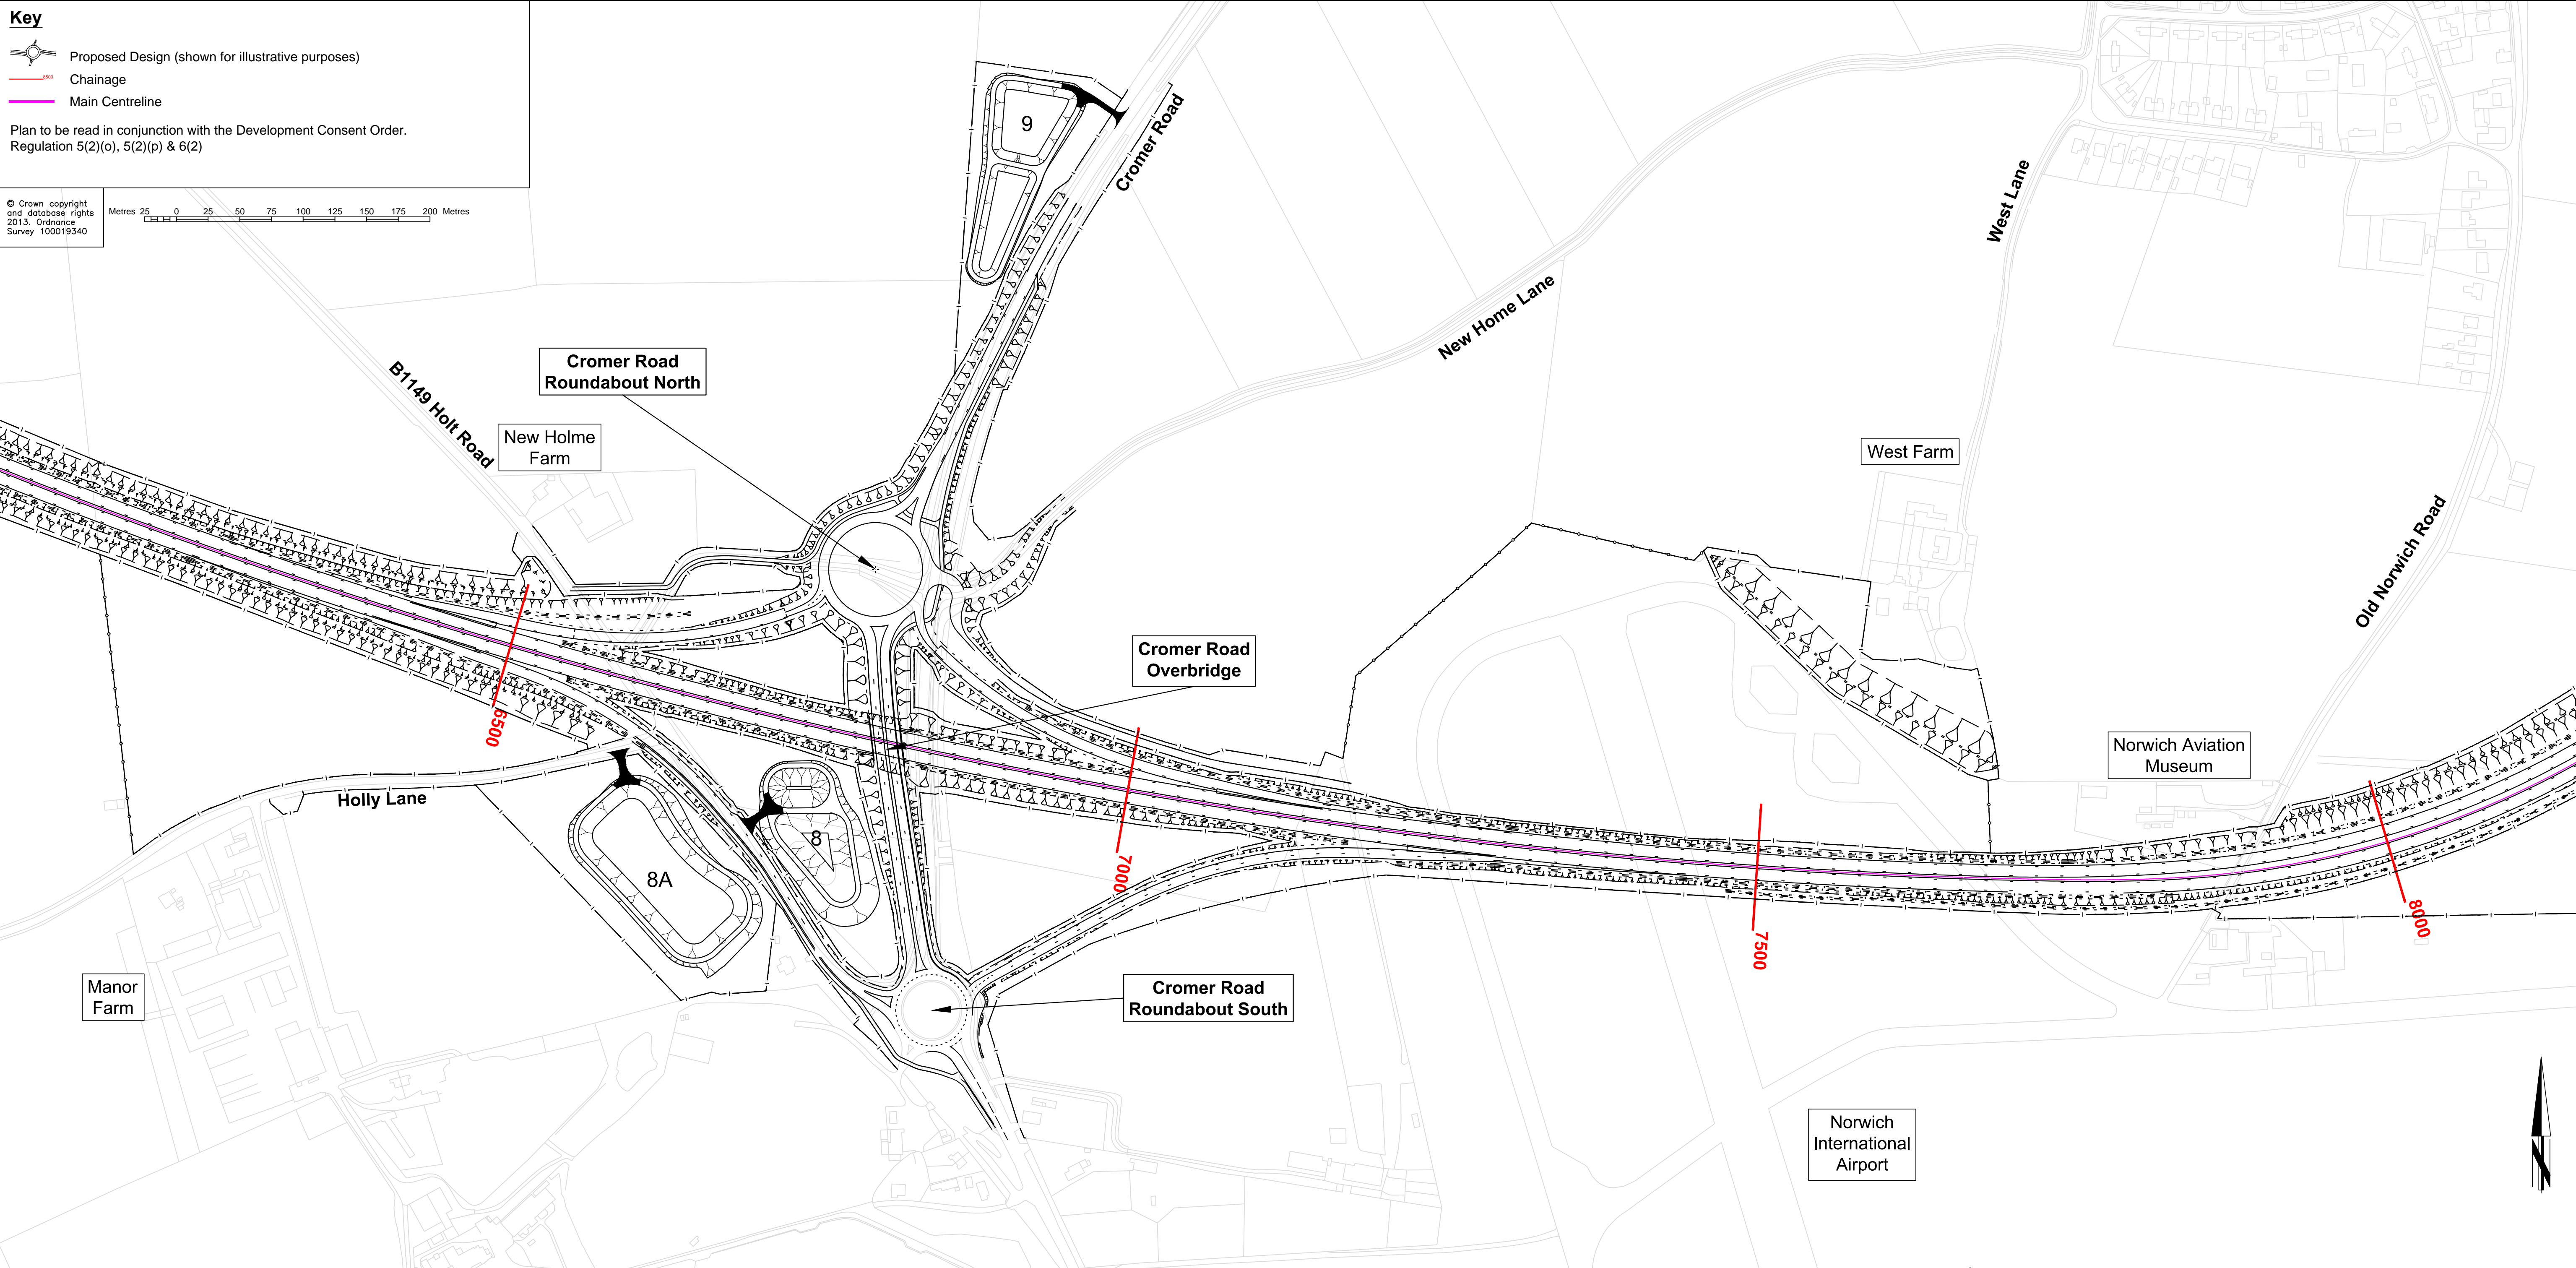 Key
Proposed Design (shown for illustrative purposes)
8500
Chainage
Main Centreline
Plan to be read in conjunction with the Development Consent Order.
Regulation 5(2)(o), 5(2)(p) & 6(2)
© Crown copyright
and database rights
2013. Ordnance
Survey 100019340
Metres 25 0 25 50 75 100 125 150 175 200 Metres
9
Cromer Road
West Lane
New Home Lane
Cromer Road
Roundabout North
B1149 Holt Road
New Holme
Farm
West Farm
Old Norwich Road
Cromer Road
Overbridge
6500
Norwich Aviation
Museum
Holly Lane
8
8A
7000
7500
8000
Manor
Farm
Cromer Road
Roundabout South
Norwich
International
Airport
N